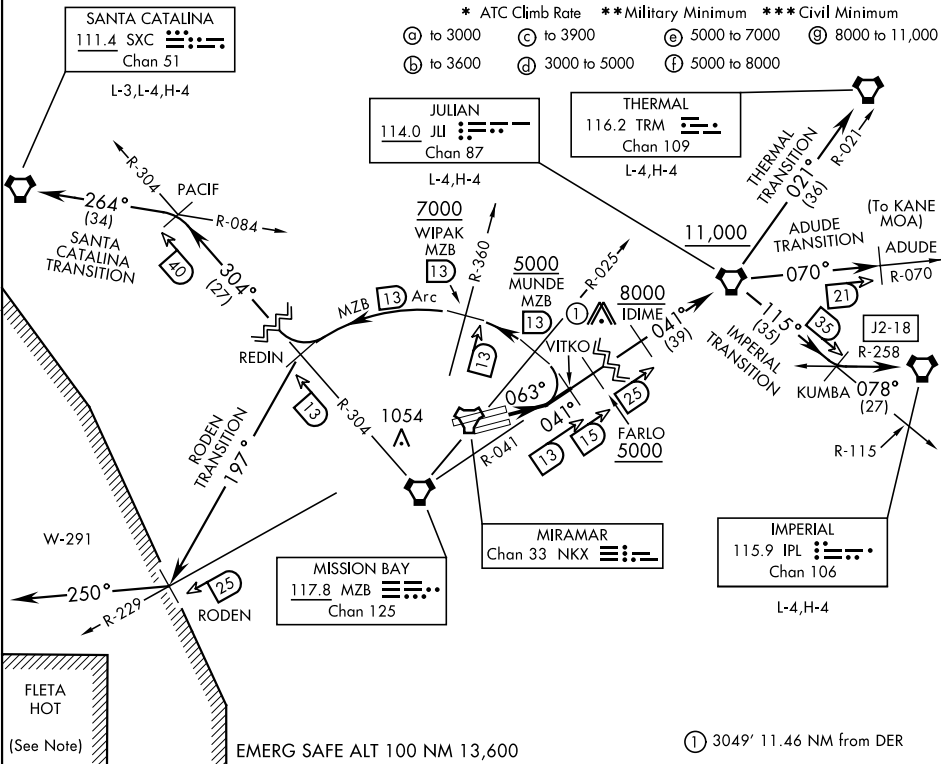 * ATC Climb Rate ** Military Minimum *** Civil Minimum
ⓐ to 3000 ⓒ to 3900 ⓔ 5000 to 7000 ⓖ 8000 to 11,000
ⓑ to 3600 ⓓ 3000 to 5000 ⓕ 5000 to 8000
SANTA CATALINA
111.4 SXC
Chan 51
L-3,L-4,H-4
JULIAN
114.0 JLI
Chan 87
L-4,H-4
THERMAL
116.2 TRM
Chan 109
L-4,H-4
THERMAL
TRANSITION
021°
(36)
R-021
R-304
PACIF
264°
(34)
R-084
SANTA
CATALINA
TRANSITION
40
304°
(27)
7000
WIPAK
MZB
13
R-360
5000
MUNDE
MZB
13
R-025
11,000
(To KANE
MOA)
ADUDE
TRANSITION
ADUDE
070°
R-070
21
MZB 13 Arc
1
8000
IDIME
041°
(39)
115°
(35)
35
IMPERIAL
TRANSITION
J2-18
R-258
KUMBA
078°
(27)
R-115
REDIN
13
R-304
13
VITKO
063°
041°
R-041
13
15
25
FARLO
5000
1054
RODEN
TRANSITION
197°
MIRAMAR
Chan 33 NKX
IMPERIAL
115.9 IPL
Chan 106
L-4,H-4
W-291
MISSION BAY
117.8 MZB
Chan 125
250°
R-229
25
RODEN
FLETA
HOT
(See Note)
EMERG SAFE ALT 100 NM 13,600
① 3049' 11.46 NM from DER